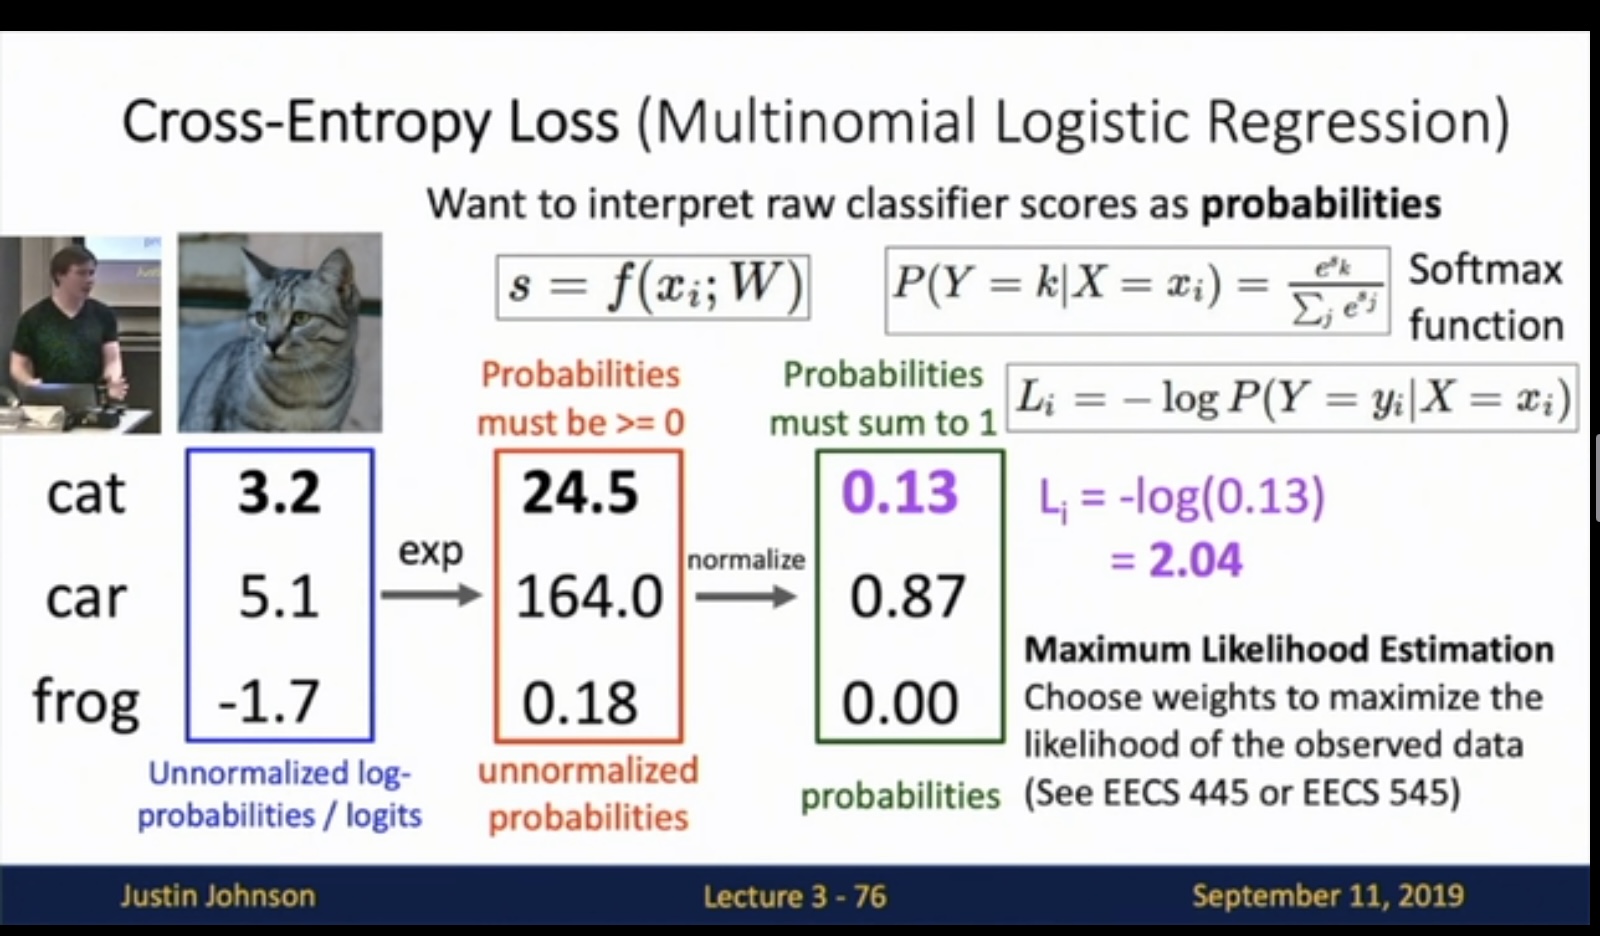 Cross-Entropy Loss (Multinomial Logistic Regression)
Want to interpret raw classifier scores as probabilities
s = f(x_i; W)
P(Y = k|X = x_i) = e^{s_k} / ∑_j e^{s_j}
Softmax
function
Probabilities
must be >= 0
Probabilities
must sum to 1
L_i = − log P(Y = y_i|X = x_i)
cat 3.2 24.5 0.13
L_i = -log(0.13)
= 2.04
exp
normalize
car 5.1 164.0 0.87
frog -1.7 0.18 0.00
Unnormalized log-
probabilities / logits
unnormalized
probabilities
probabilities
Maximum Likelihood Estimation
Choose weights to maximize the
likelihood of the observed data
(See EECS 445 or EECS 545)
Justin Johnson
Lecture 3 - 76
September 11, 2019